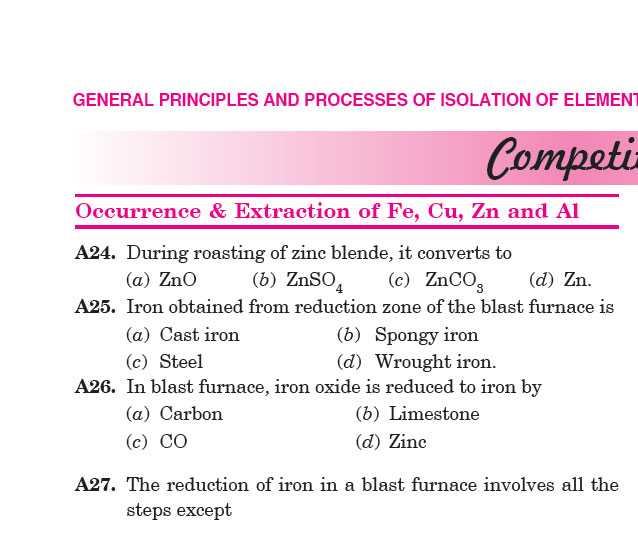 GENERAL PRINCIPLES AND PROCESSES OF ISOLATION OF ELEMENT
Competi
Occurrence & Extraction of Fe, Cu, Zn and Al
A24. During roasting of zinc blende, it converts to
(a) ZnO (b) ZnSO₄ (c) ZnCO₃ (d) Zn.
A25. Iron obtained from reduction zone of the blast furnace is
(a) Cast iron (b) Spongy iron
(c) Steel (d) Wrought iron.
A26. In blast furnace, iron oxide is reduced to iron by
(a) Carbon (b) Limestone
(c) CO (d) Zinc
A27. The reduction of iron in a blast furnace involves all the
steps except